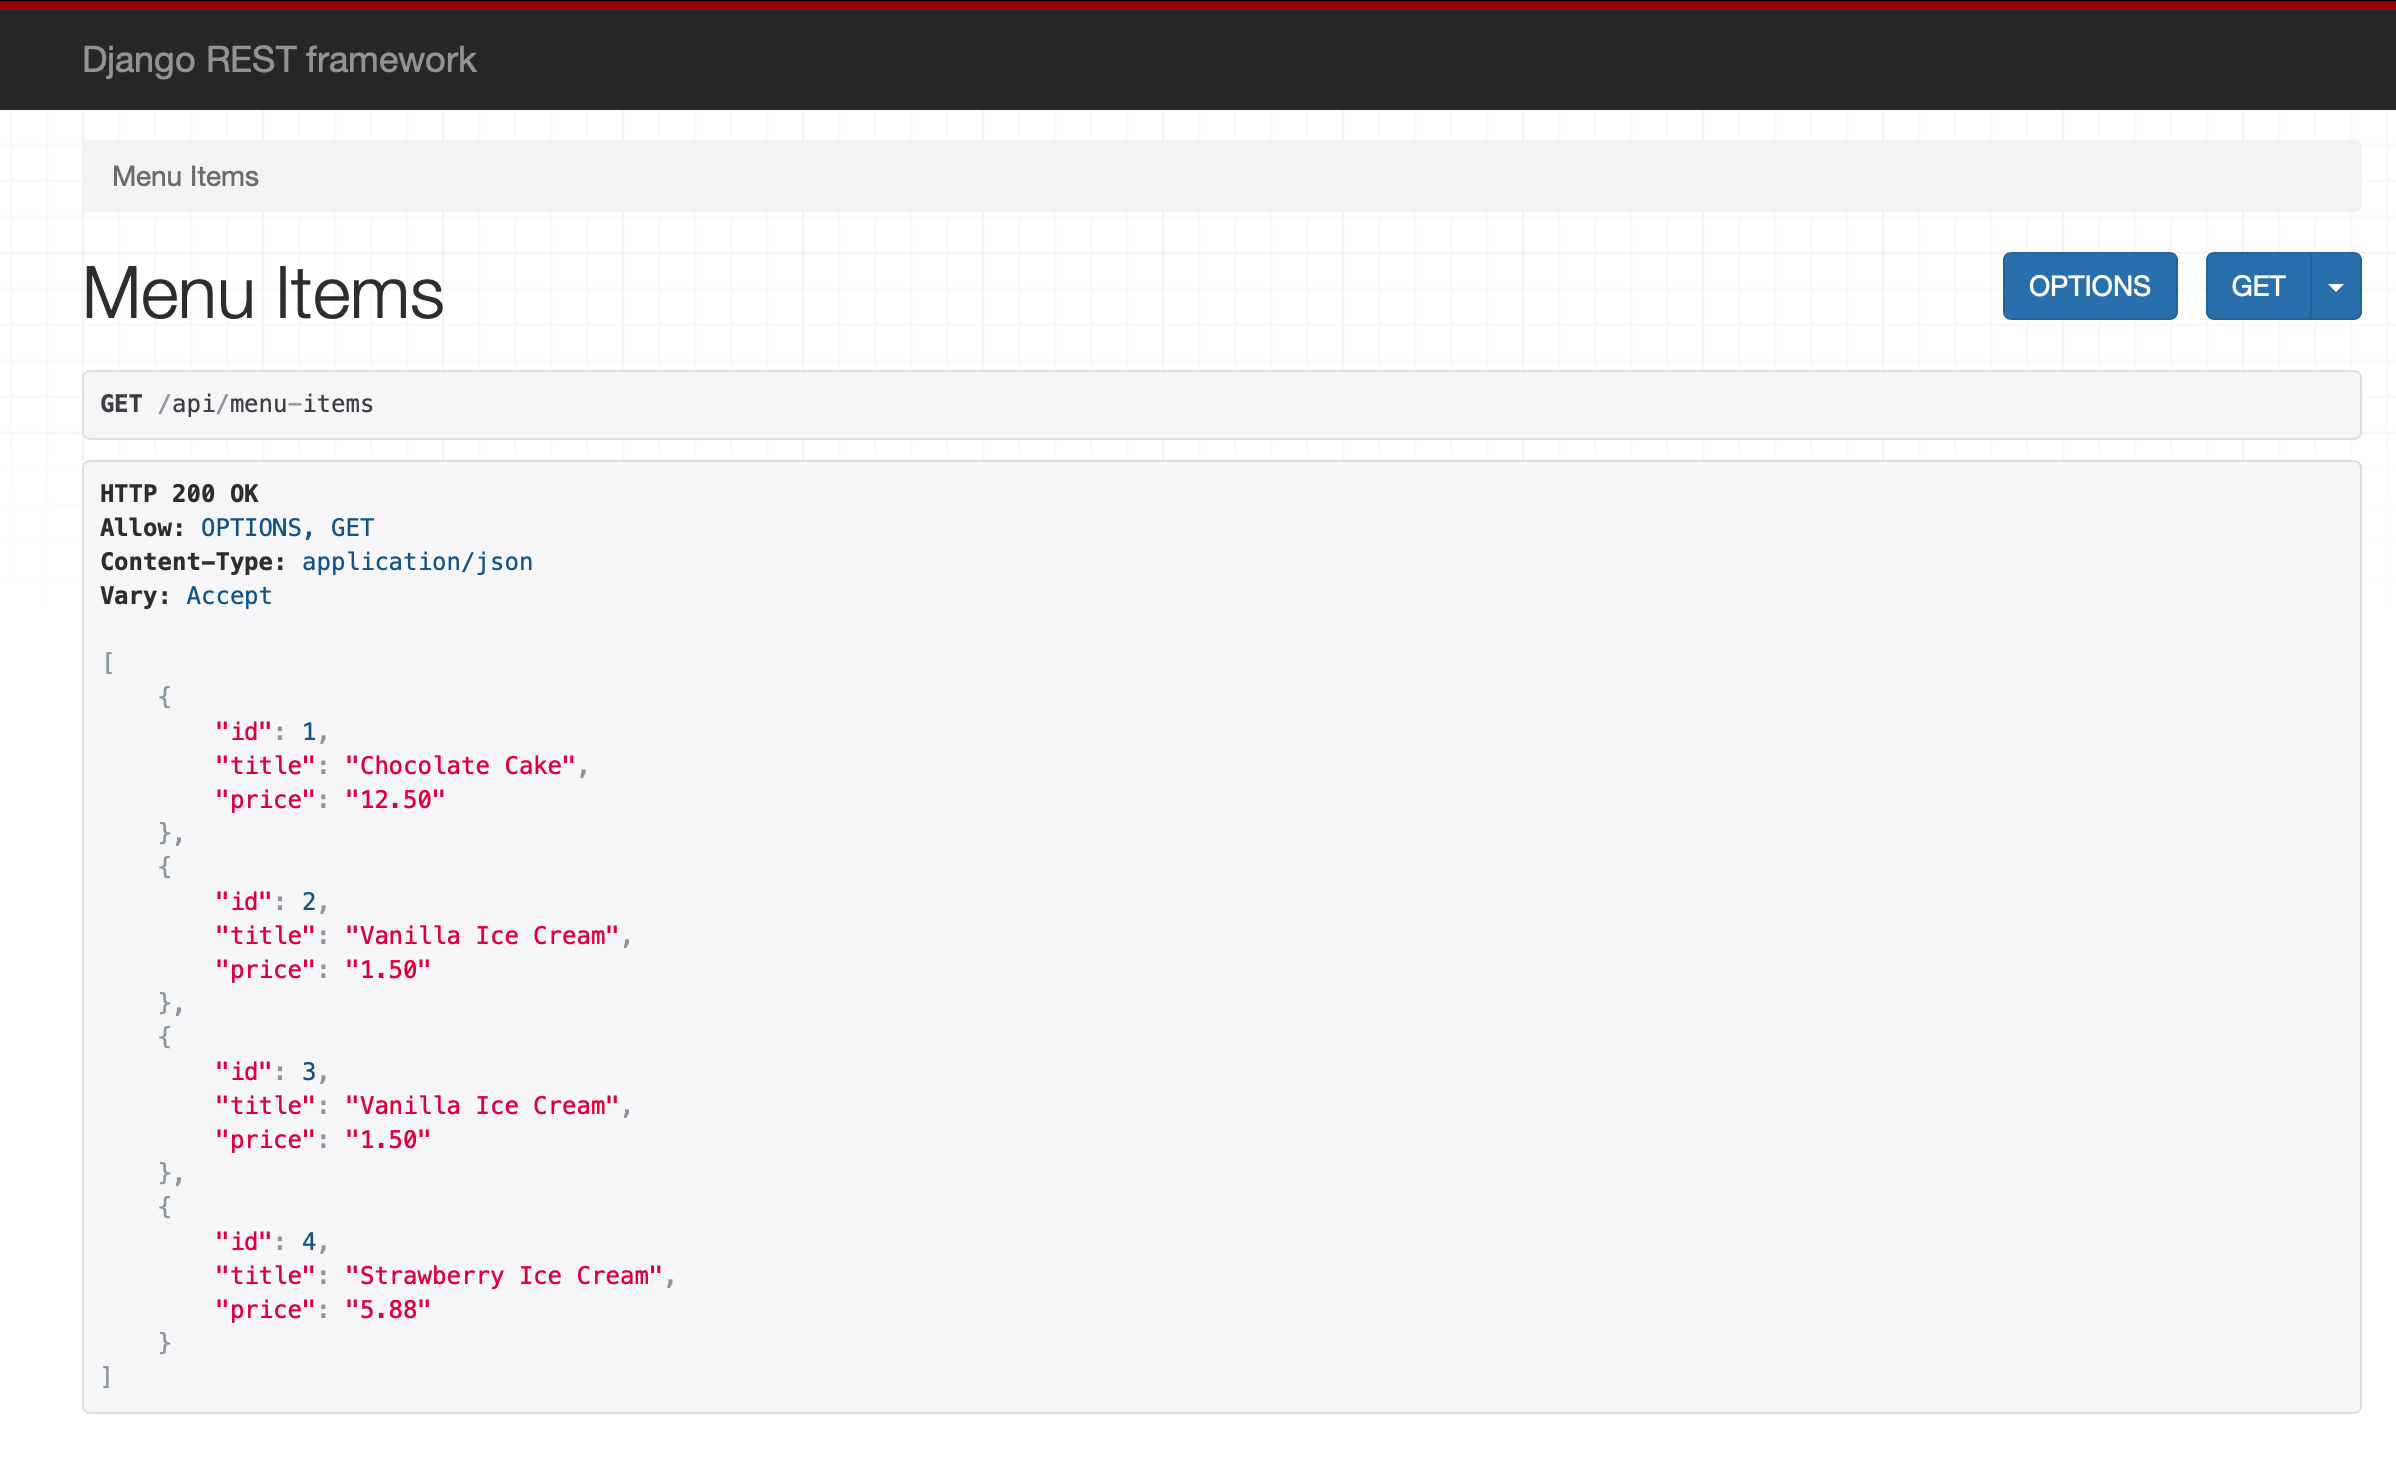 Django REST framework
Menu Items
Menu Items
OPTIONS GET
GET /api/menu-items
HTTP 200 OK
Allow: OPTIONS, GET
Content-Type: application/json
Vary: Accept
[
    {
        "id": 1,
        "title": "Chocolate Cake",
        "price": "12.50"
    },
    {
        "id": 2,
        "title": "Vanilla Ice Cream",
        "price": "1.50"
    },
    {
        "id": 3,
        "title": "Vanilla Ice Cream",
        "price": "1.50"
    },
    {
        "id": 4,
        "title": "Strawberry Ice Cream",
        "price": "5.88"
    }
]